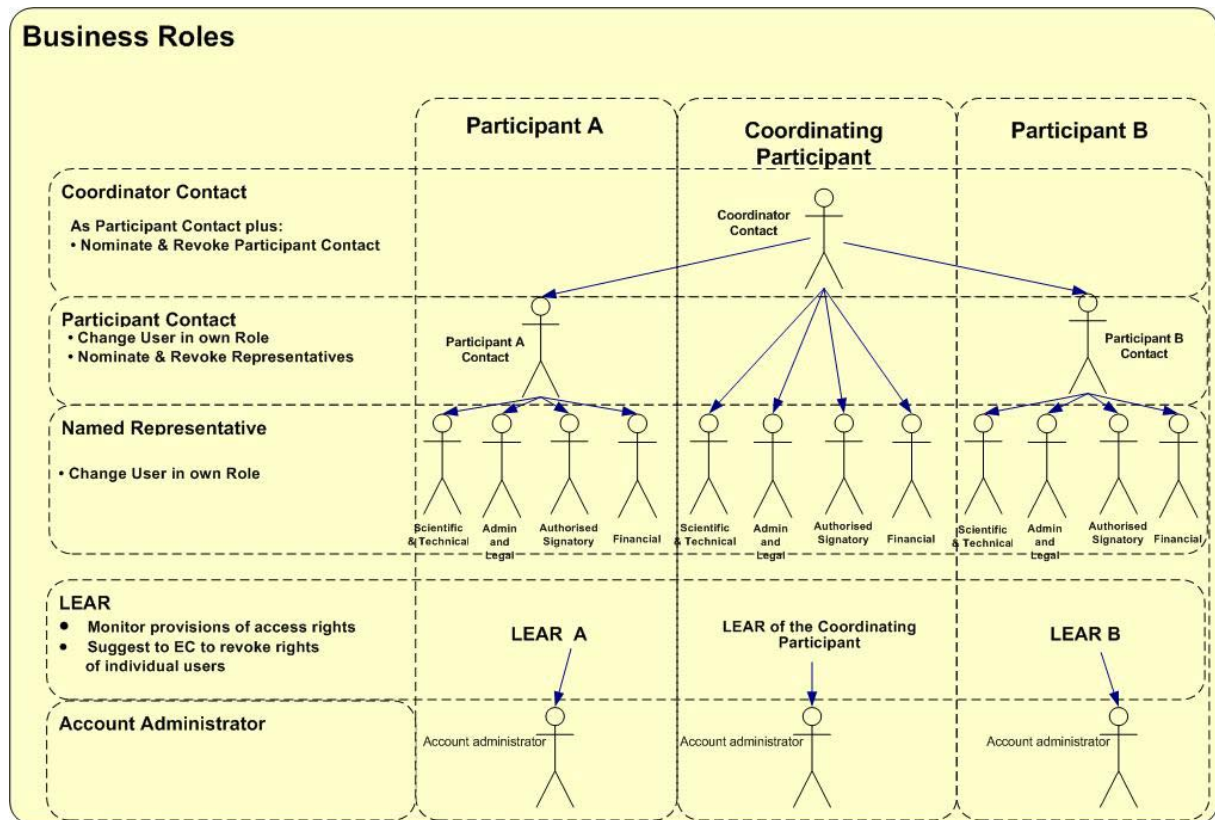 Business Roles
Participant A
Coordinating
Participant
Participant B
Coordinator Contact
As Participant Contact plus:
• Nominate & Revoke Participant Contact
Coordinator
Contact
Participant Contact
• Change User in own Role
• Nominate & Revoke Representatives
Participant A
Contact
Participant B
Contact
Named Representative
• Change User in own Role
Scientific
& Technical
Admin
and
Legal
Authorised
Signatory
Financial
Scientific
& Technical
Admin
and
Legal
Authorised
Signatory
Financial
Scientific
& Technical
Admin
and
Legal
Authorised
Signatory
Financial
LEAR
• Monitor provisions of access rights
• Suggest to EC to revoke rights
of individual users
LEAR A
LEAR of the Coordinating
Participant
LEAR B
Account Administrator
Account administrator
Account administrator
Account administrator